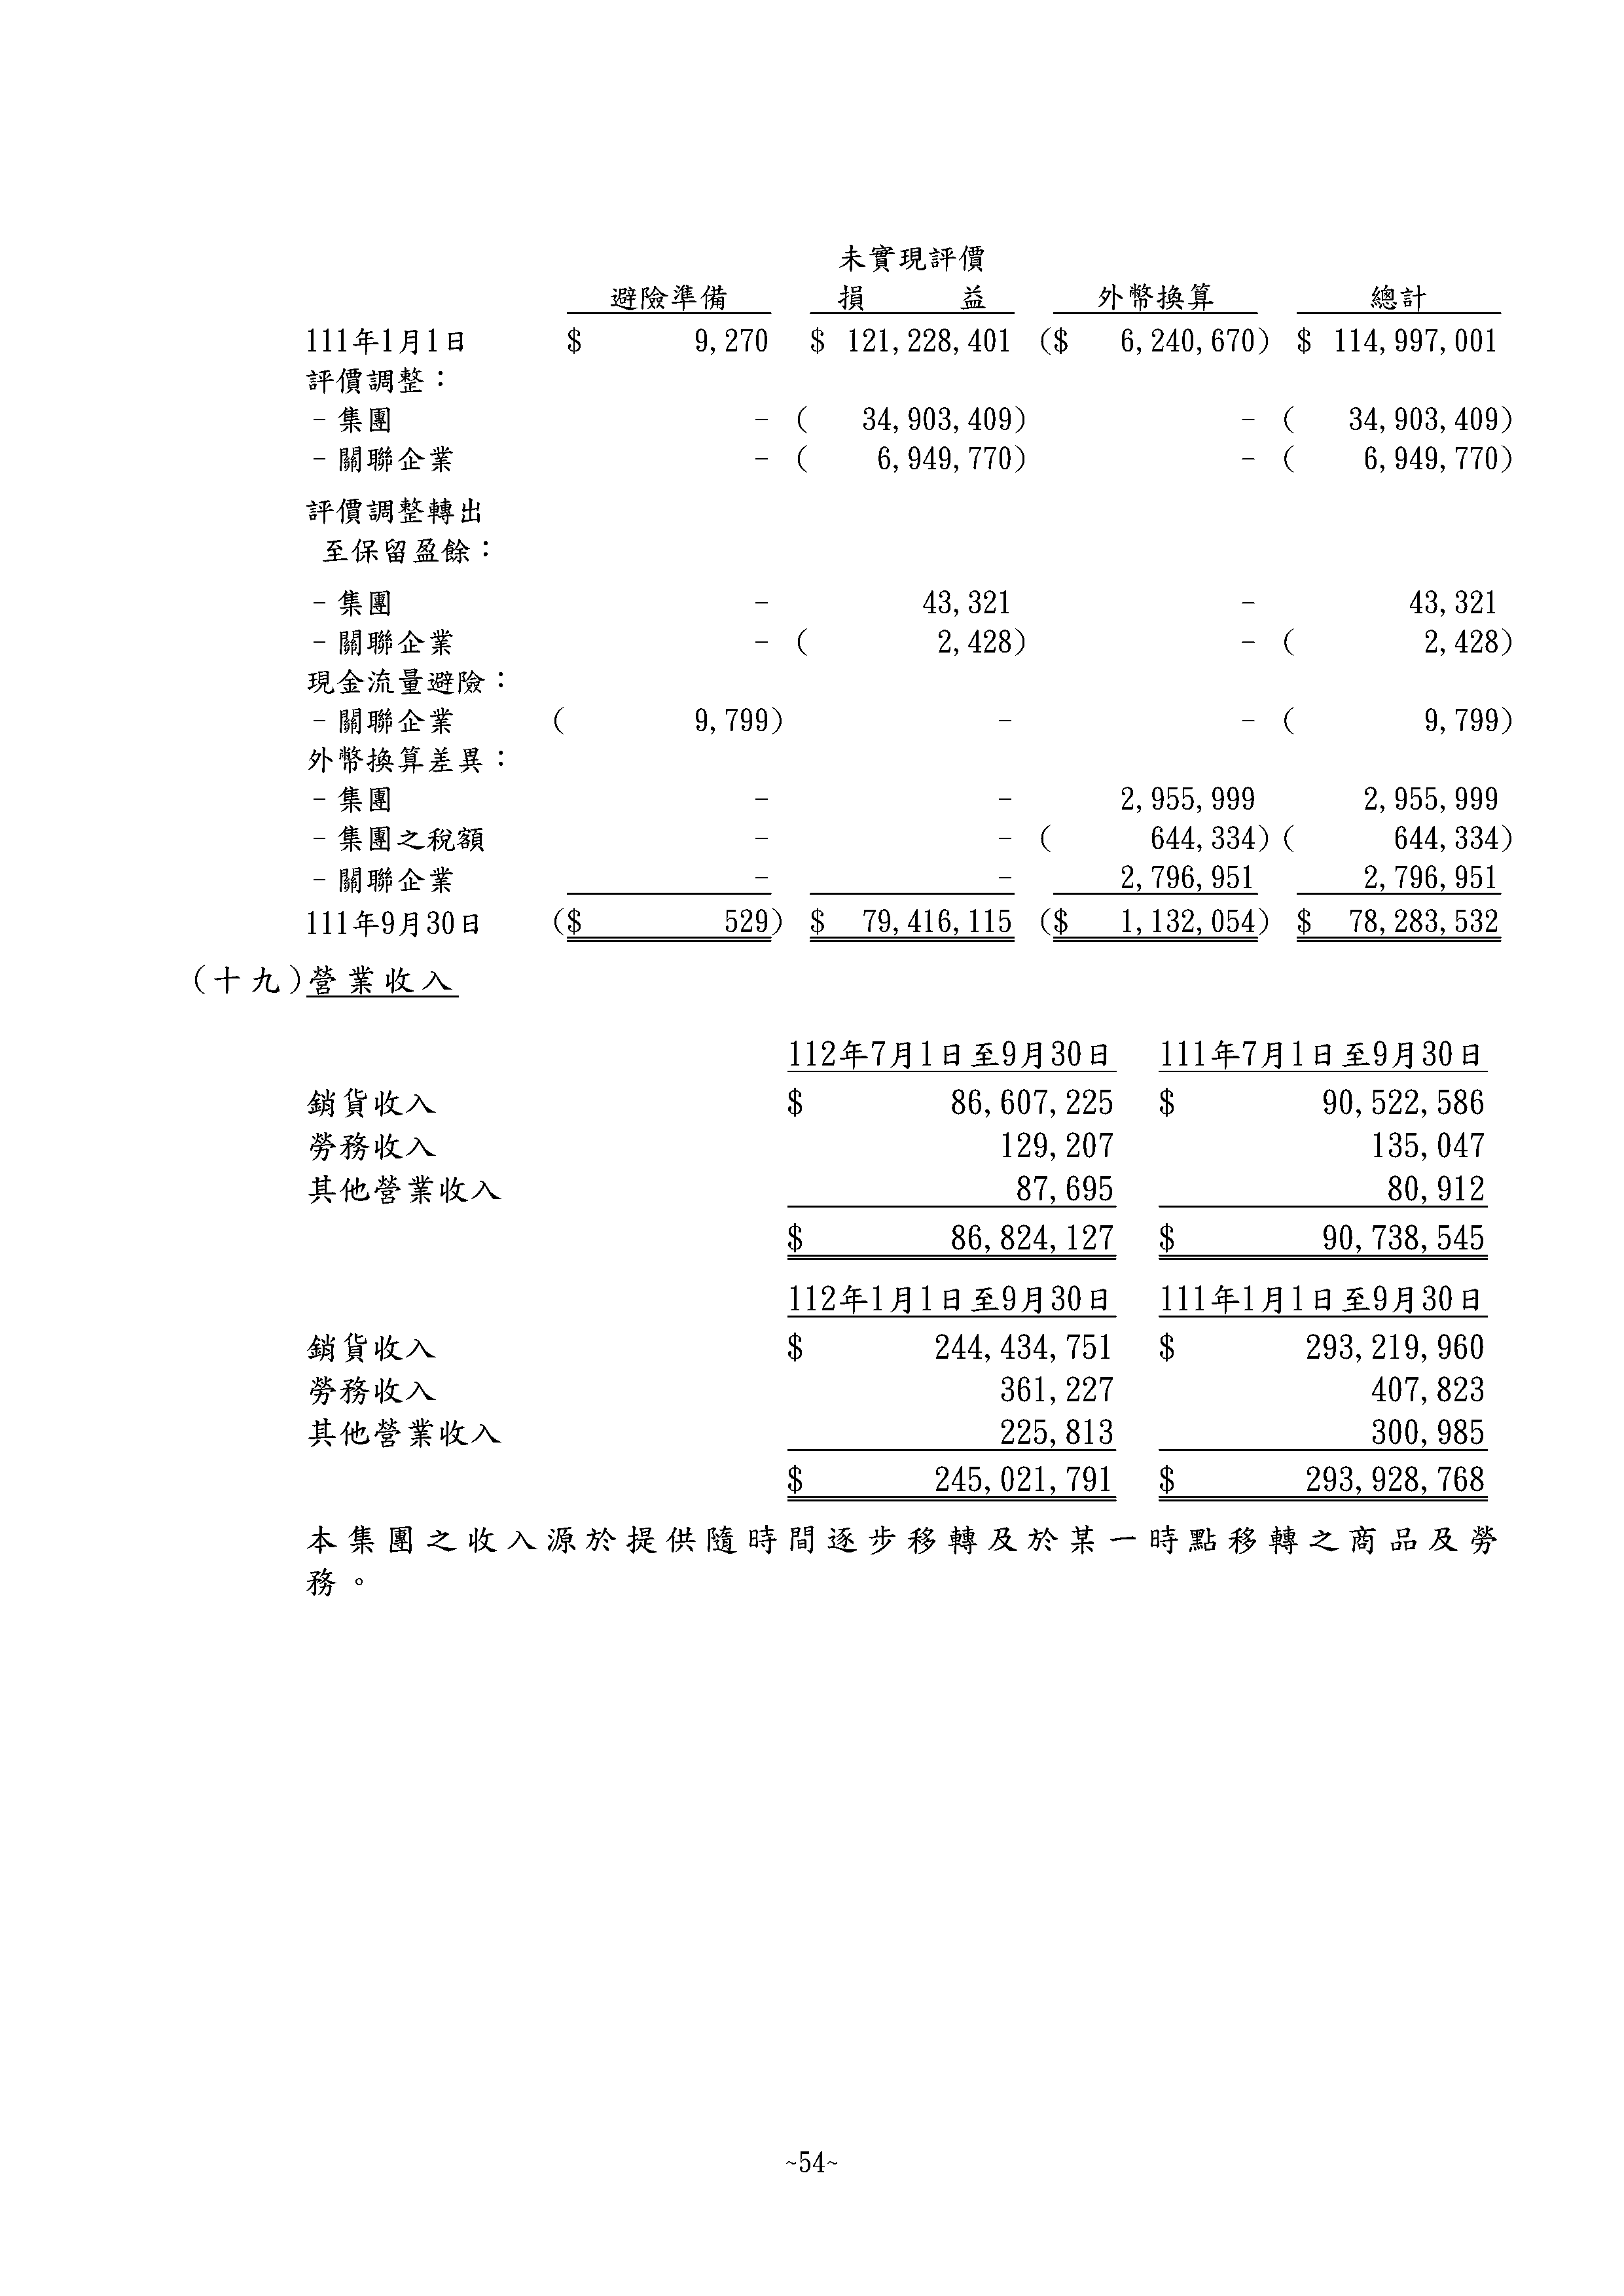 未實現評價
避險準備 損 益 外幣換算 總計
111年1月1日 $ 9,270 $ 121,228,401 ($ 6,240,670) $ 114,997,001
評價調整：
－集團 - ( 34,903,409) - ( 34,903,409)
－關聯企業 - ( 6,949,770) - ( 6,949,770)
評價調整轉出
至保留盈餘：
－集團 - 43,321 - 43,321
－關聯企業 - ( 2,428) - ( 2,428)
現金流量避險：
－關聯企業 ( 9,799) - - ( 9,799)
外幣換算差異：
－集團 - - 2,955,999 2,955,999
－集團之稅額 - - ( 644,334) ( 644,334)
－關聯企業 - - 2,796,951 2,796,951
111年9月30日 ($ 529) $ 79,416,115 ($ 1,132,054) $ 78,283,532
(十九)營業收入
112年7月1日至9月30日 111年7月1日至9月30日
銷貨收入 $ 86,607,225 $ 90,522,586
勞務收入 129,207 135,047
其他營業收入 87,695 80,912
$ 86,824,127 $ 90,738,545
112年1月1日至9月30日 111年1月1日至9月30日
銷貨收入 $ 244,434,751 $ 293,219,960
勞務收入 361,227 407,823
其他營業收入 225,813 300,985
$ 245,021,791 $ 293,928,768
本集團之收入源於提供隨時間逐步移轉及於某一時點移轉之商品及勞
務。
~54~